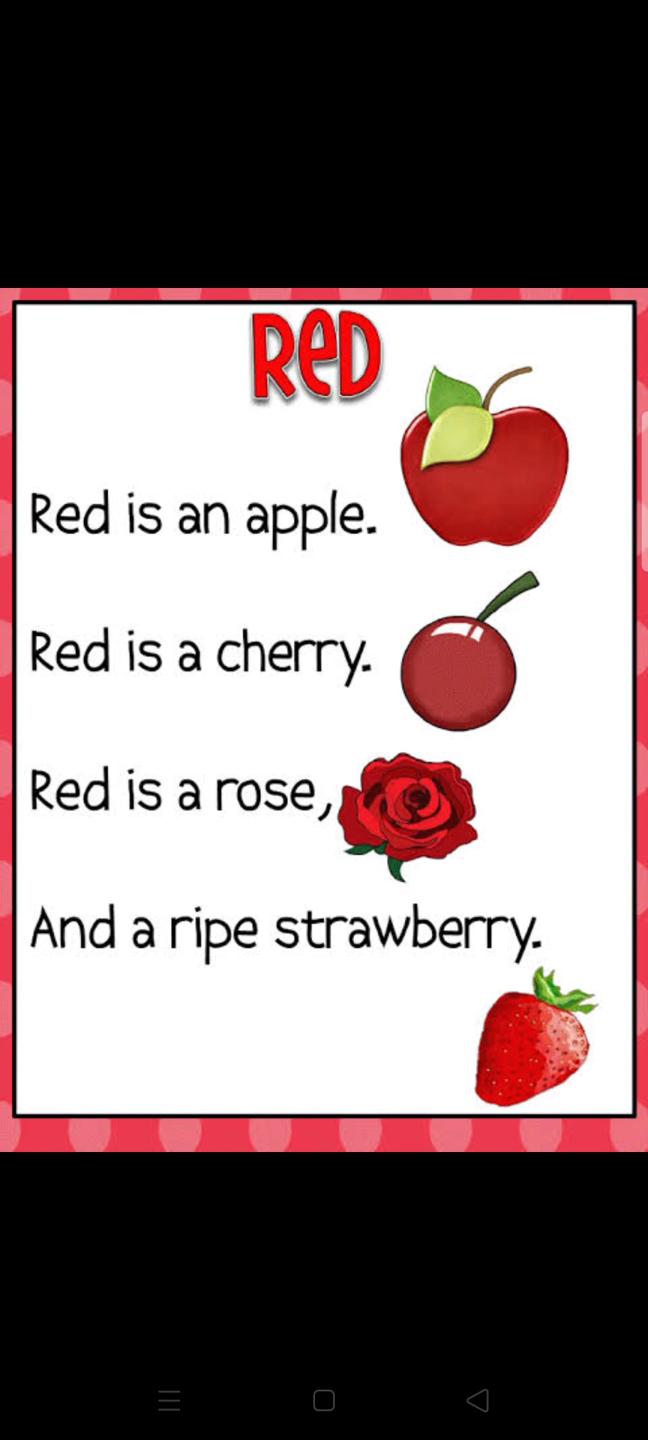 Red
Red is an apple.
Red is a cherry.
Red is a rose,
And a ripe strawberry.